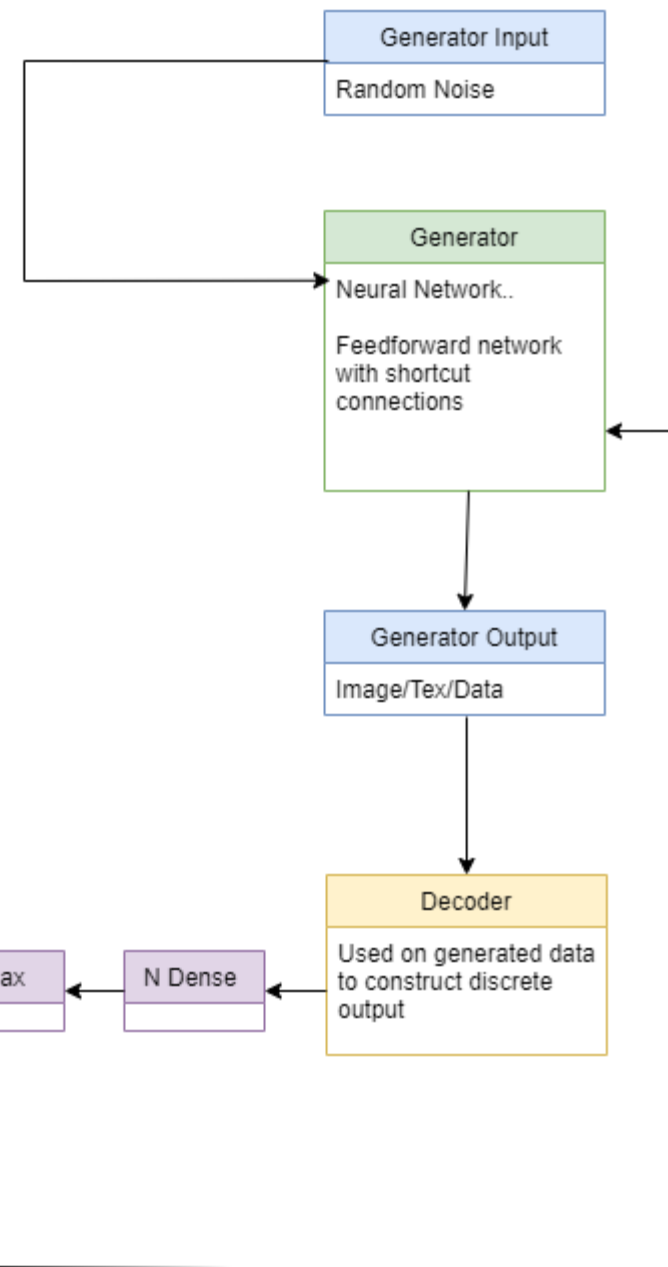 Generator Input
Random Noise
Generator
Neural Network..
Feedforward network
with shortcut
connections
Generator Output
Image/Tex/Data
Decoder
Used on generated data
to construct discrete
output
N Dense
ax